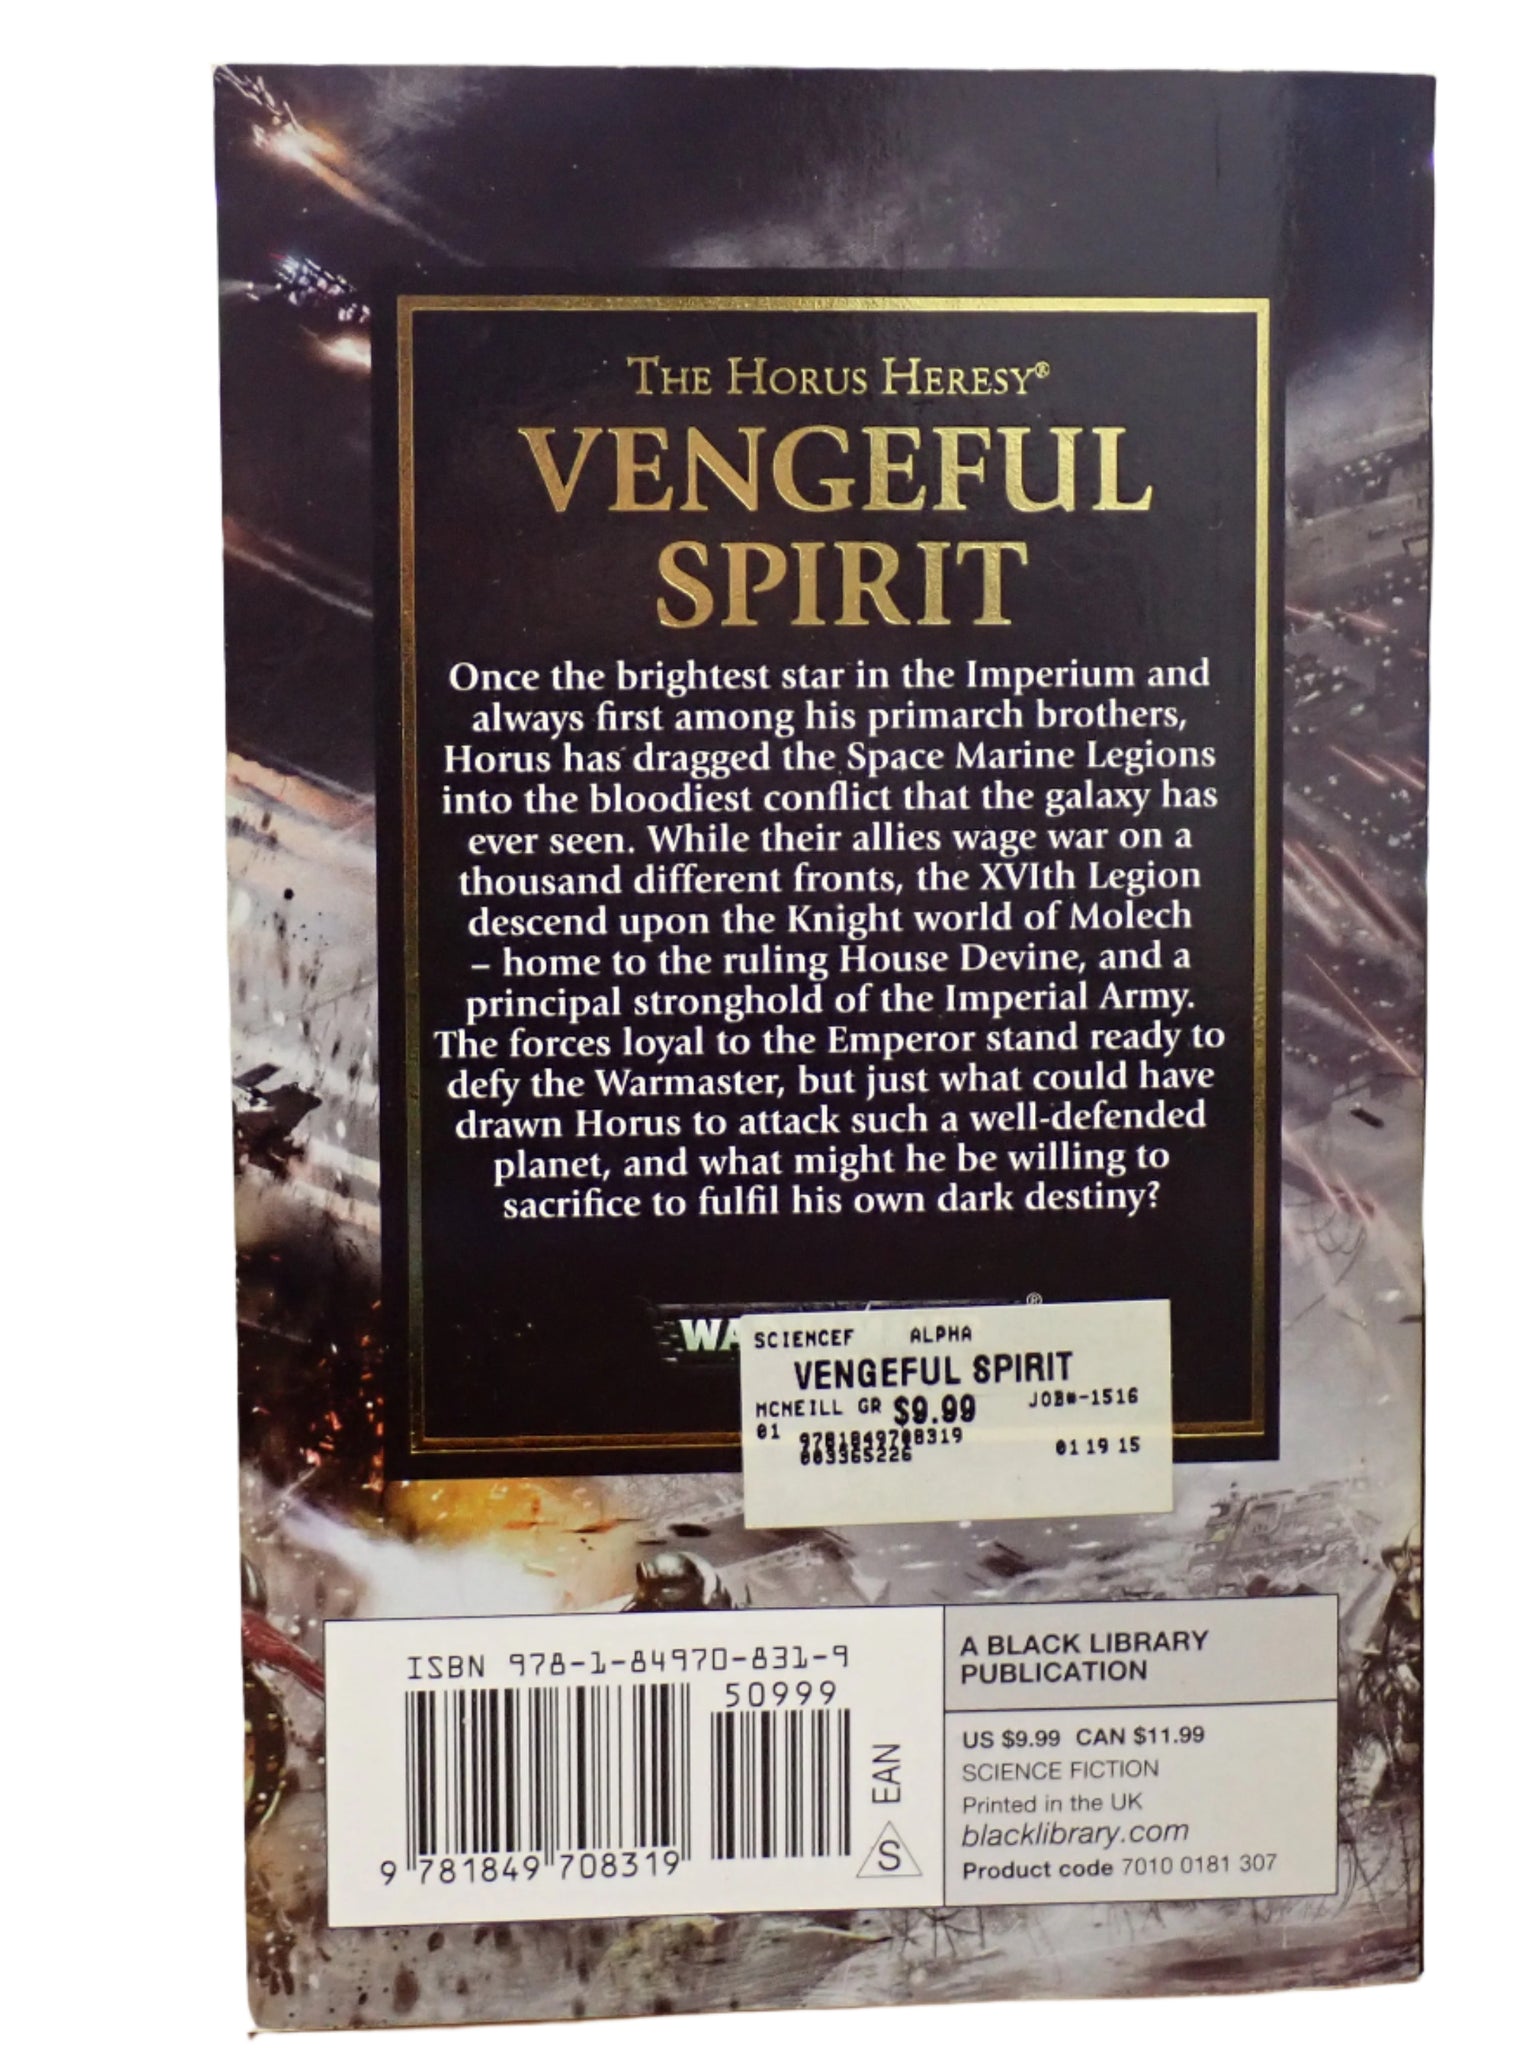 THE HORUS HERESY®
VENGEFUL
SPIRIT
Once the brightest star in the Imperium and
always first among his primarch brothers,
Horus has dragged the Space Marine Legions
into the bloodiest conflict that the galaxy has
ever seen. While their allies wage war on a
thousand different fronts, the XVIth Legion
descend upon the Knight world of Molech
– home to the ruling House Devine, and a
principal stronghold of the Imperial Army.
The forces loyal to the Emperor stand ready to
defy the Warmaster, but just what could have
drawn Horus to attack such a well-defended
planet, and what might he be willing to
sacrifice to fulfil his own dark destiny?
®
SCIENCEF ALPHA
VENGEFUL SPIRIT
MCNEILL GR $9.99 JOB#-1516
01 9781849708319
003365226 01 19 15
ISBN 978-1-84970-831-9
50999
9 781849 708319
EAN
S
A BLACK LIBRARY
PUBLICATION
US $9.99 CAN $11.99
SCIENCE FICTION
Printed in the UK
blacklibrary.com
Product code 7010 0181 307